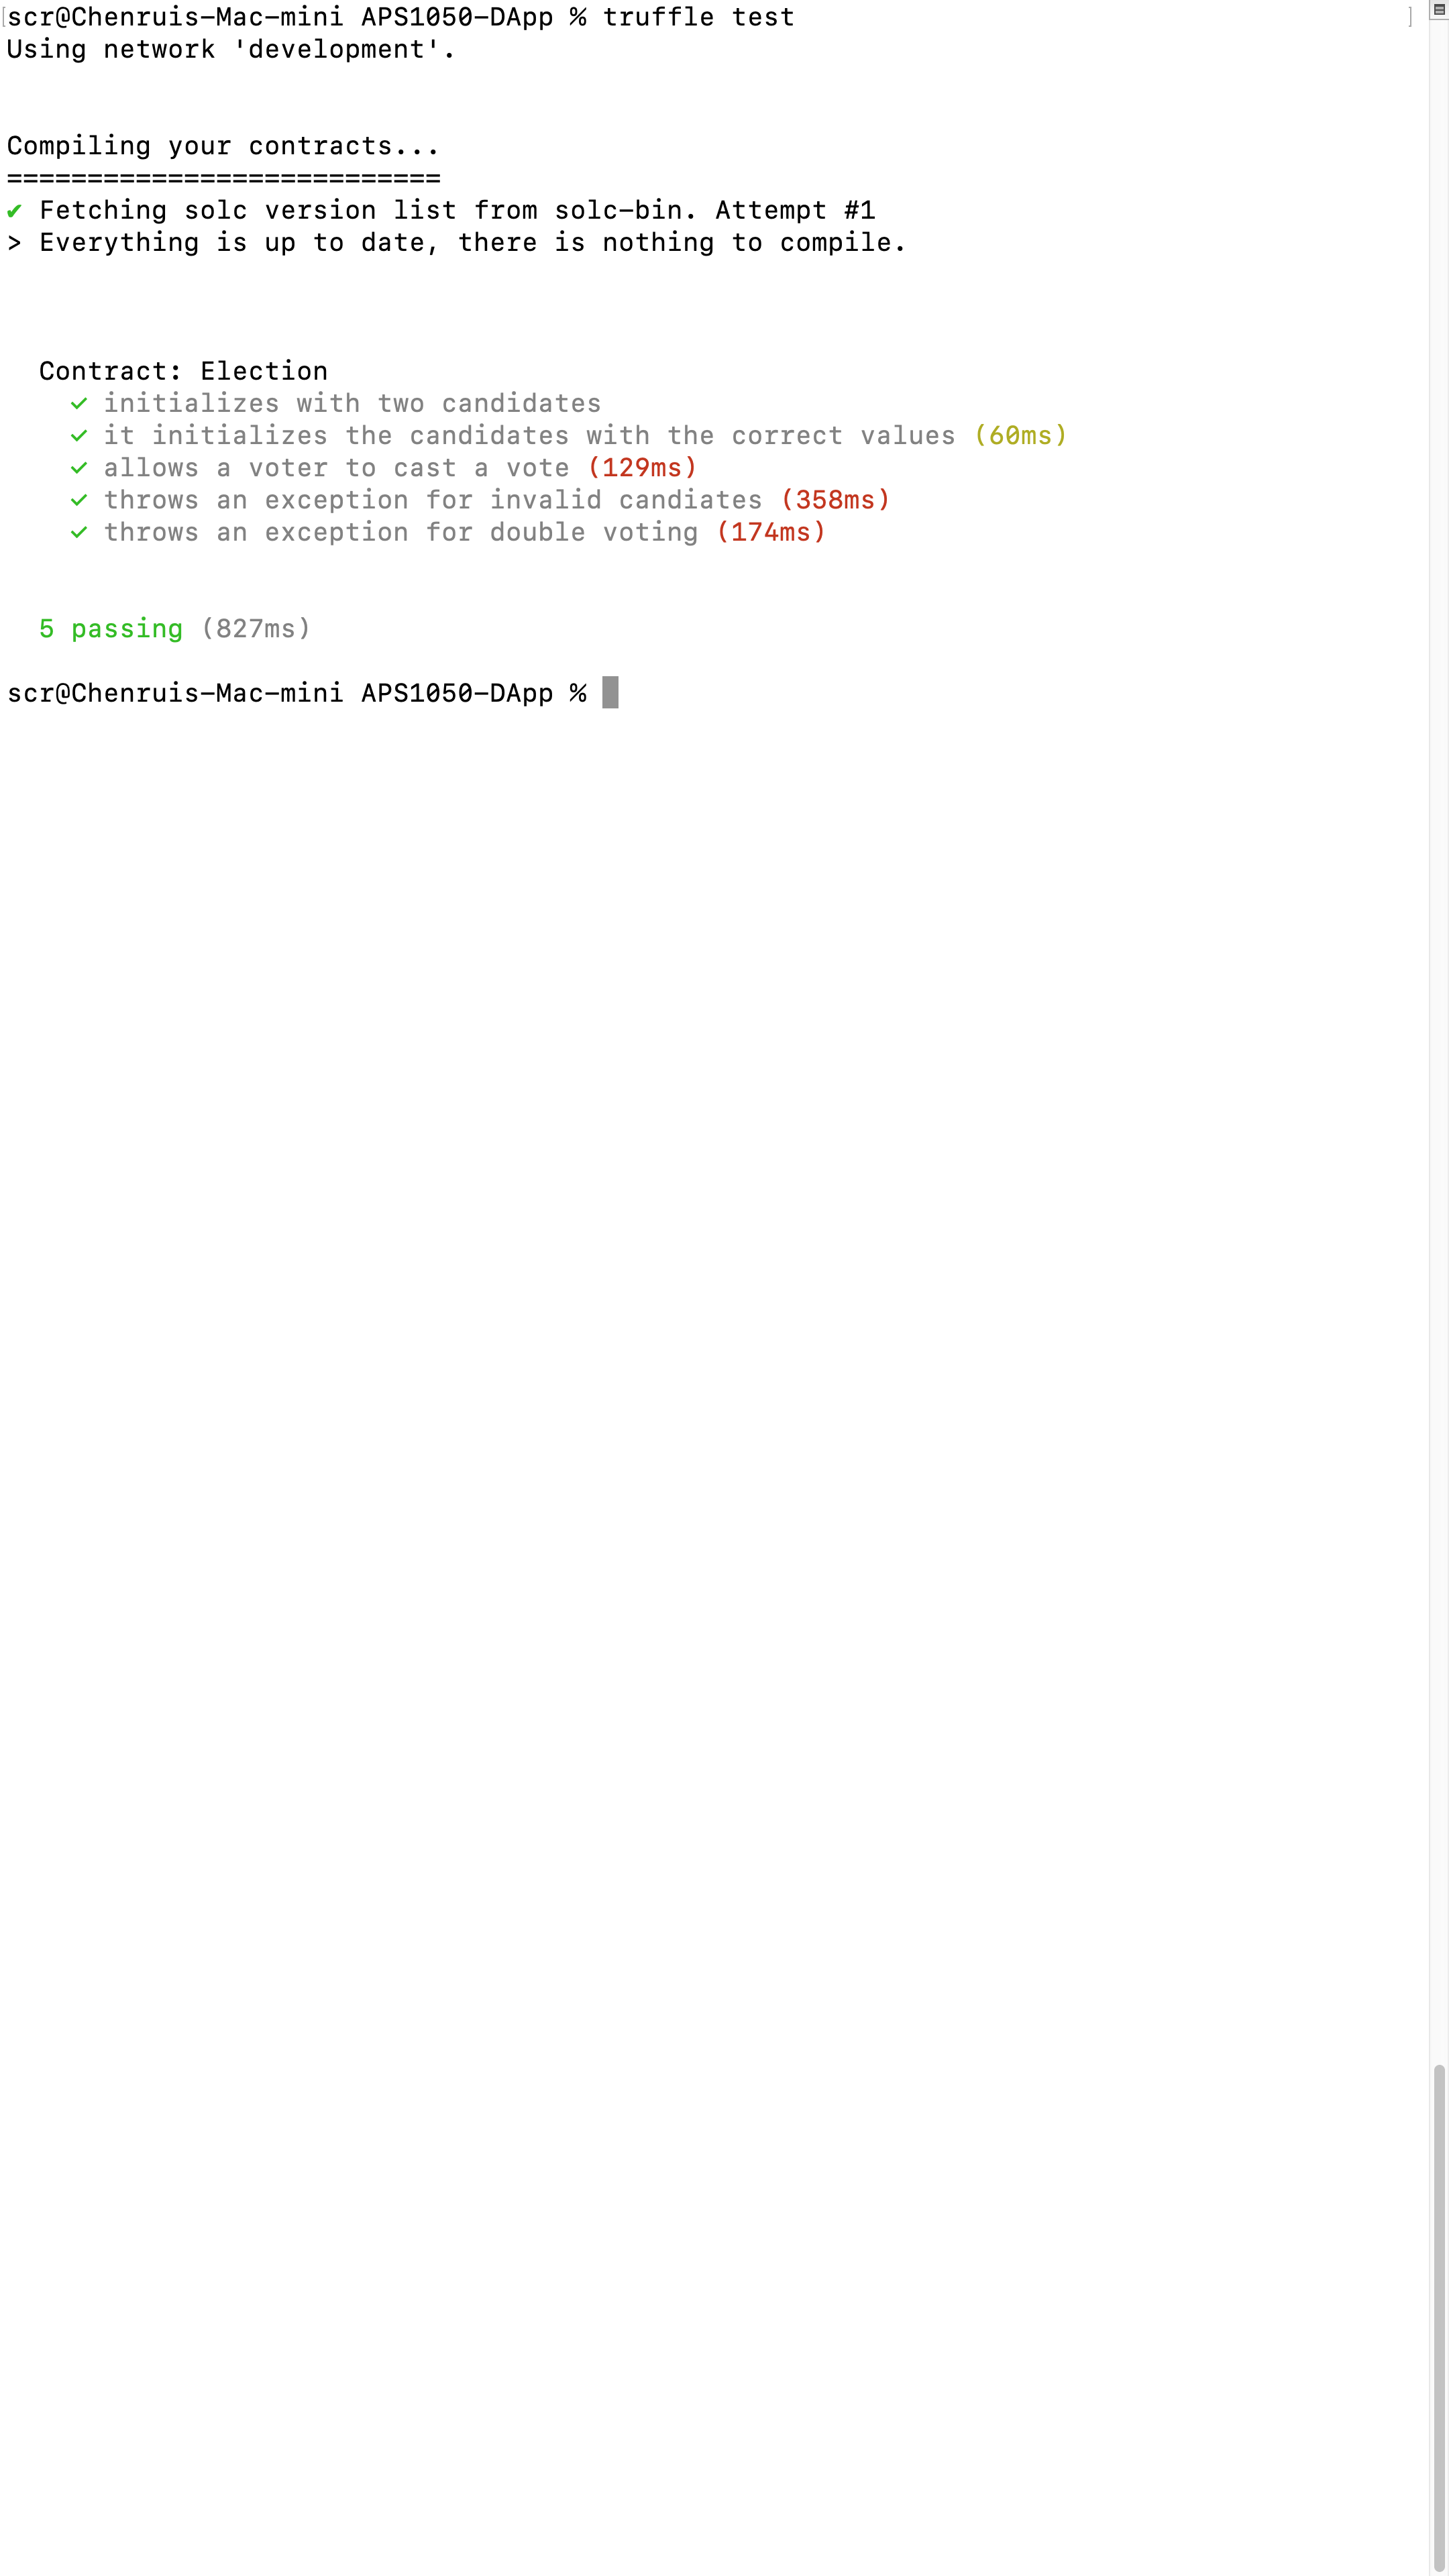 scr@Chenruis-Mac-mini APS1050-DApp % truffle test
Using network 'development'.
Compiling your contracts...
===========================
✔ Fetching solc version list from solc-bin. Attempt #1
> Everything is up to date, there is nothing to compile.
Contract: Election
✓ initializes with two candidates
✓ it initializes the candidates with the correct values (60ms)
✓ allows a voter to cast a vote (129ms)
✓ throws an exception for invalid candiates (358ms)
✓ throws an exception for double voting (174ms)
5 passing (827ms)
scr@Chenruis-Mac-mini APS1050-DApp %